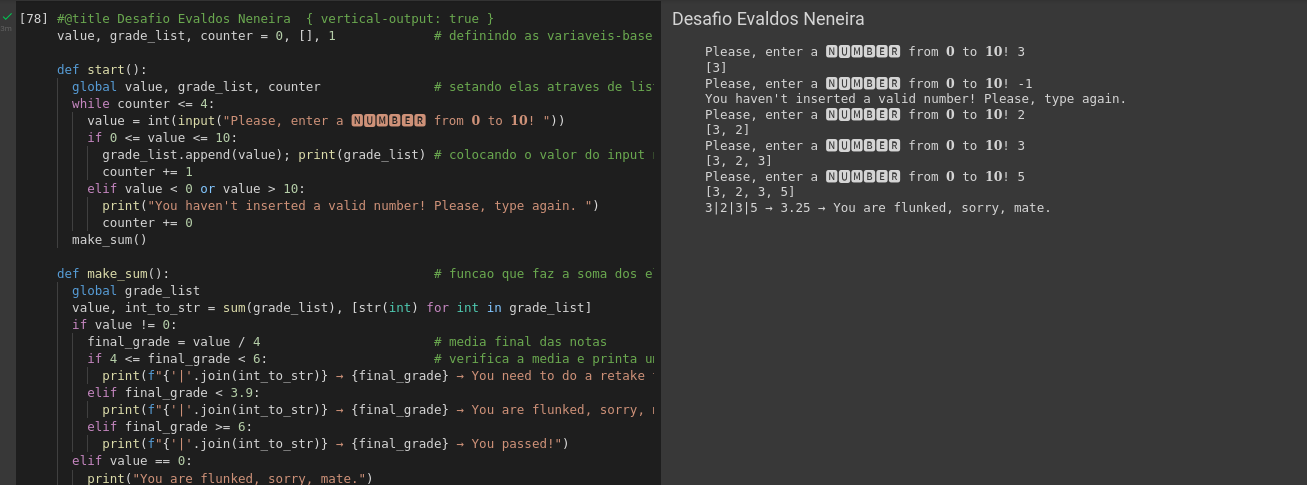 [78] #@title Desafio Evaldos Neneira { vertical-output: true }
value, grade_list, counter = 0, [], 1 # definindo as variaveis-base
def start():
global value, grade_list, counter # setando elas atraves de
while counter <= 4:
value = int(input("Please, enter a 🅽🆄🅼🅱🅴🆁 from 𝟎 to 𝟏𝟎! "))
if 0 <= value <= 10:
grade_list.append(value); print(grade_list) # colocando o valor do input
counter += 1
elif value < 0 or value > 10:
print("You haven't inserted a valid number! Please, type again. ")
counter += 0
make_sum()
def make_sum(): # funcao que faz a soma dos e
global grade_list
value, int_to_str = sum(grade_list), [str(int) for int in grade_list]
if value != 0:
final_grade = value / 4 # media final das notas
if 4 <= final_grade < 6: # verifica a media e printa
print(f"{'|'.join(int_to_str)} → {final_grade} → You need to do a retake
elif final_grade < 3.9:
print(f"{'|'.join(int_to_str)} → {final_grade} → You are flunked, sorry,
elif final_grade >= 6:
print(f"{'|'.join(int_to_str)} → {final_grade} → You passed!")
elif value == 0:
print("You are flunked, sorry, mate.")
Desafio Evaldos Neneira
Please, enter a 🅽🆄🅼🅱🅴🆁 from 𝟎 to 𝟏𝟎! 3
[3]
Please, enter a 🅽🆄🅼🅱🅴🆁 from 𝟎 to 𝟏𝟎! -1
You haven't inserted a valid number! Please, type again.
Please, enter a 🅽🆄🅼🅱🅴🆁 from 𝟎 to 𝟏𝟎! 2
[3, 2]
Please, enter a 🅽🆄🅼🅱🅴🆁 from 𝟎 to 𝟏𝟎! 3
[3, 2, 3]
Please, enter a 🅽🆄🅼🅱🅴🆁 from 𝟎 to 𝟏𝟎! 5
[3, 2, 3, 5]
3|2|3|5 → 3.25 → You are flunked, sorry, mate.